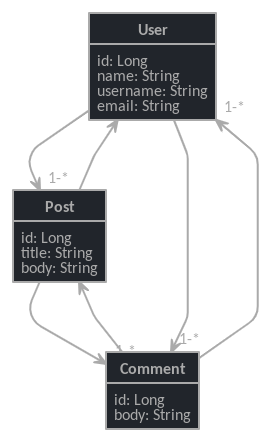 User
id: Long
name: String
username: String
email: String
1-*
1-*
Post
id: Long
title: String
body: String
1-*
Comment
id: Long
body: String